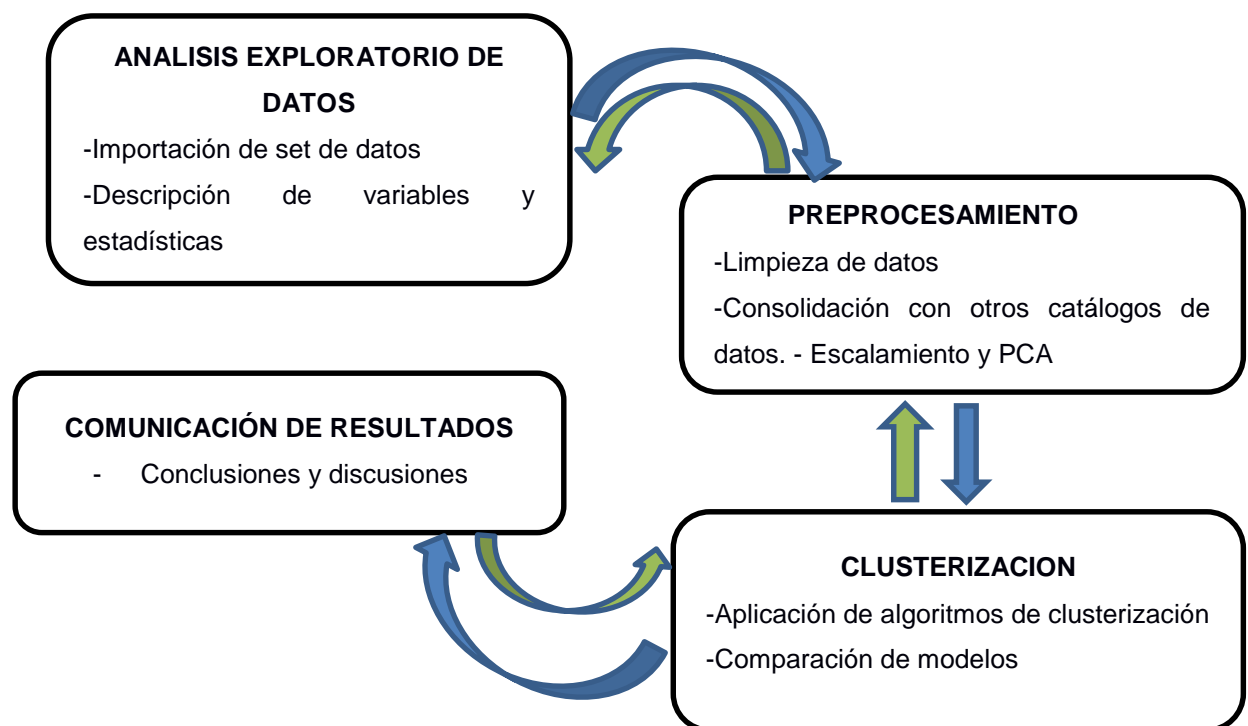 ANALISIS EXPLORATORIO DE
DATOS
-Importación de set de datos
-Descripción de variables y
estadísticas
PREPROCESAMIENTO
-Limpieza de datos
-Consolidación con otros catálogos de
datos. - Escalamiento y PCA
COMUNICACIÓN DE RESULTADOS
- Conclusiones y discusiones
CLUSTERIZACION
-Aplicación de algoritmos de clusterización
-Comparación de modelos